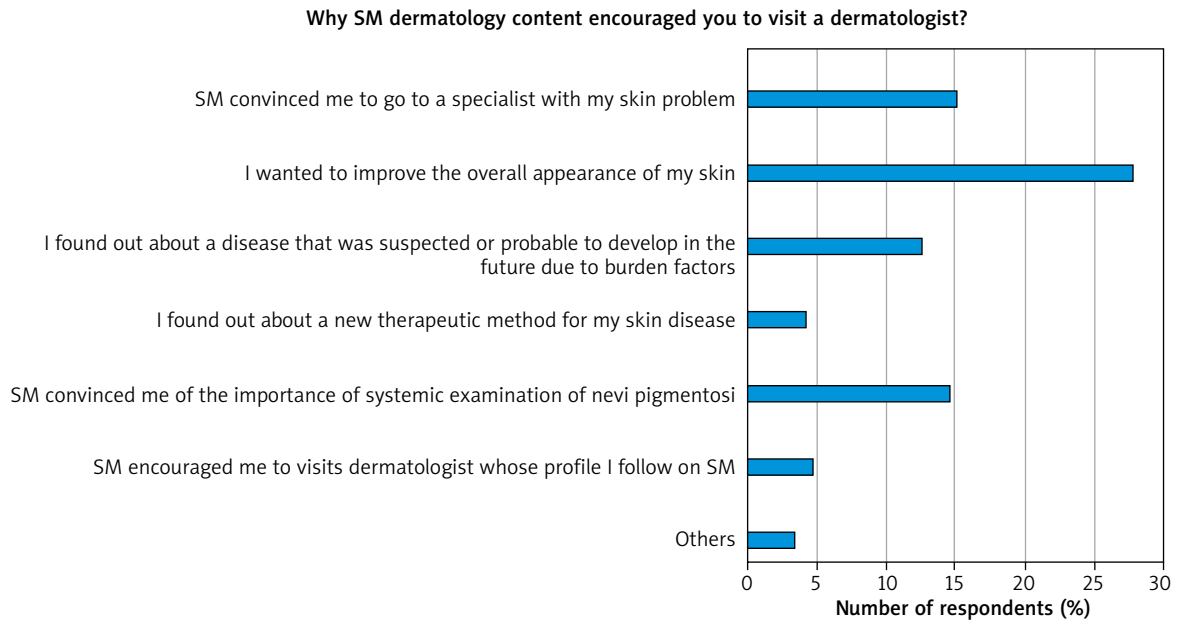 Why SM dermatology content encouraged you to visit a dermatologist?
SM convinced me to go to a specialist with my skin problem
I wanted to improve the overall appearance of my skin
I found out about a disease that was suspected or probable to develop in the
future due to burden factors
I found out about a new therapeutic method for my skin disease
SM convinced me of the importance of systemic examination of nevi pigmentosi
SM encouraged me to visits dermatologist whose profile I follow on SM
Others
0 5 10 15 20 25 30
Number of respondents (%)